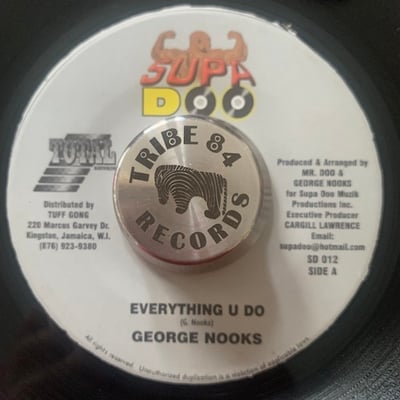 SUPA
DOO
TOTAL
Distributed by
TUFF GONG
220 Marcus Garvey Dr.
Kingston, Jamaica, W.I.
(876) 923-9380
TRIBE 84
RECORDS
Produced & Arranged by
MR. DOO &
GEORGE NOOKS
for Supa Doo Muzik
Productions Inc.
Executive Producer
CARGILL LAWRENCE
Email:
supadoo@hotmail.com
SD 012
SIDE A
EVERYTHING U DO
(G. Nooks)
GEORGE NOOKS
All rights reserved. Unauthorized duplication is a violation of applicable laws.